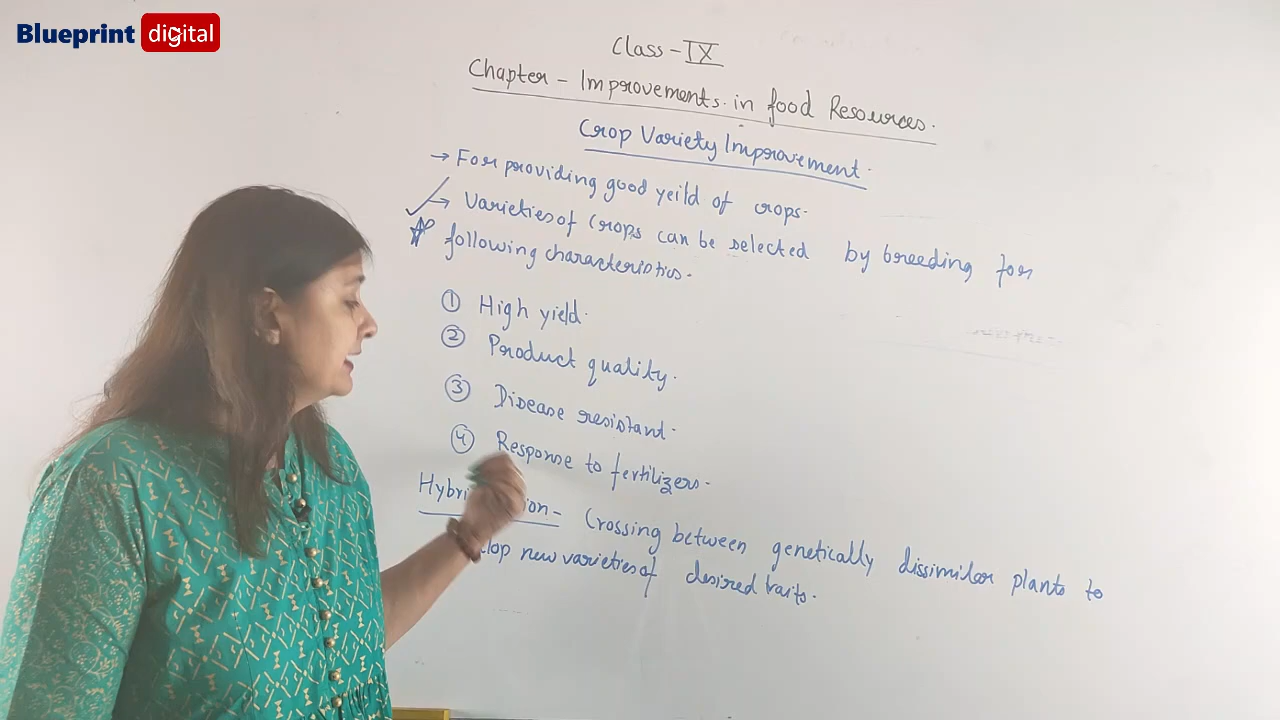 Blueprint digital
Class - IX
Chapter - Improvements in food Resources.
Crop Variety Improvement.
→ For providing good yeild of crops.
→ Varieties of Crops can be selected by breeding for
following characteristics.
① High yield.
② Product quality.
③ Disease resistant.
④ Response to fertilizers.
Crossing between genetically dissimilar plants to
new varieties of desired traits.